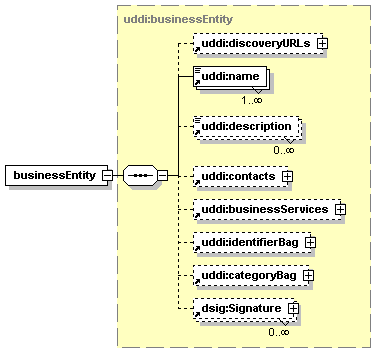 uddi:businessEntity
uddi:discoveryURLs
uddi:name
1..∞
uddi:description
0..∞
uddi:contacts
businessEntity
uddi:businessServices
uddi:identifierBag
uddi:categoryBag
dsig:Signature
0..∞